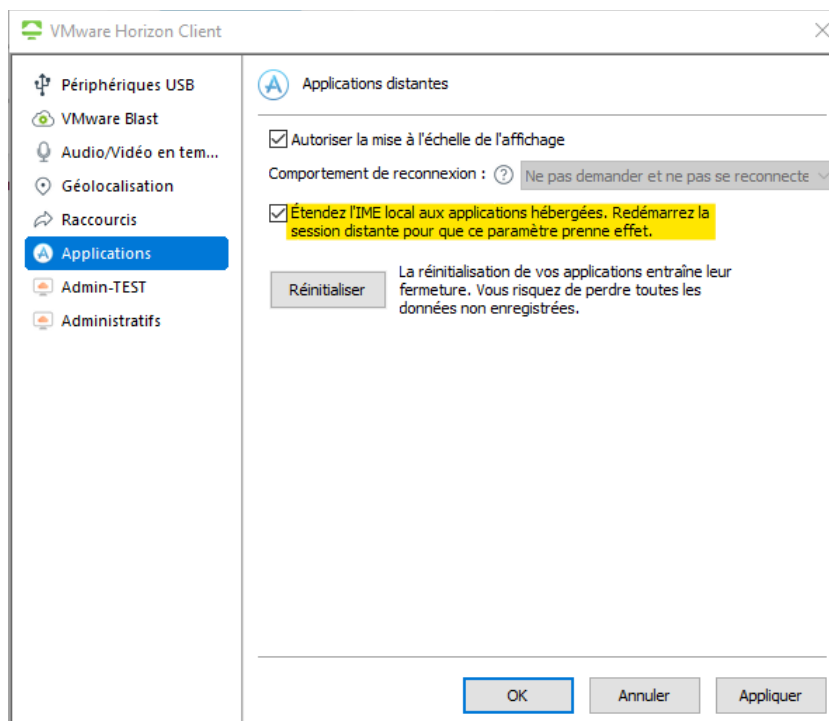 VMware Horizon Client
Périphériques USB
VMware Blast
Audio/Vidéo en tem...
Géolocalisation
Raccourcis
Applications
Admin-TEST
Administratifs
Applications distantes
Autoriser la mise à l'échelle de l'affichage
Comportement de reconnexion : ? Ne pas demander et ne pas se reconnecte
Étendez l'IME local aux applications hébergées. Redémarrez la
session distante pour que ce paramètre prenne effet.
Réinitialiser
La réinitialisation de vos applications entraîne leur
fermeture. Vous risquez de perdre toutes les
données non enregistrées.
OK Annuler Appliquer